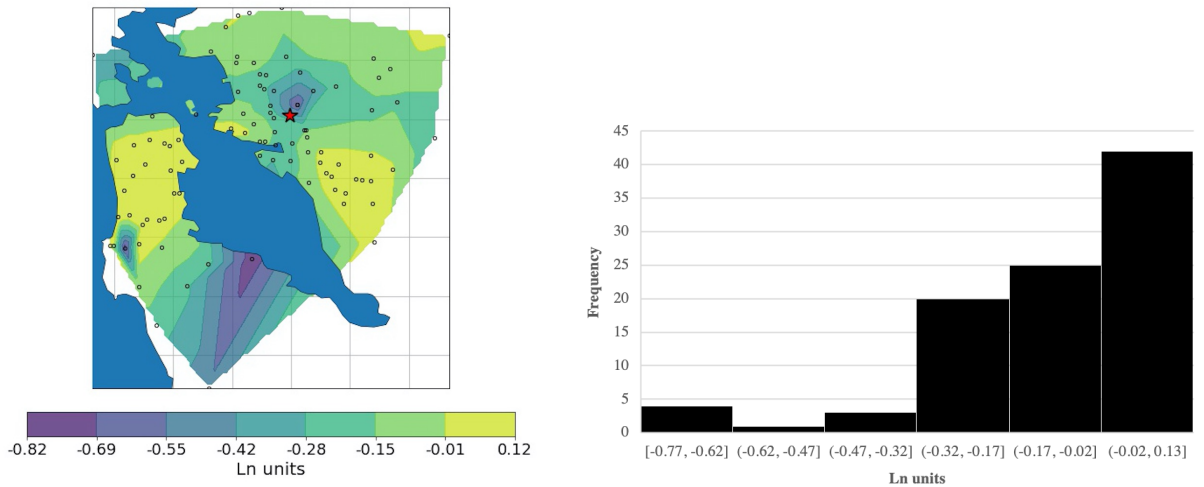 -0.82 -0.69 -0.55 -0.42 -0.28 -0.15 -0.01 0.12
Ln units
45
40
35
30
25
20
15
10
5
0
Frequency
[-0.77, -0.62] (-0.62, -0.47] (-0.47, -0.32] (-0.32, -0.17] (-0.17, -0.02] (-0.02, 0.13]
Ln units